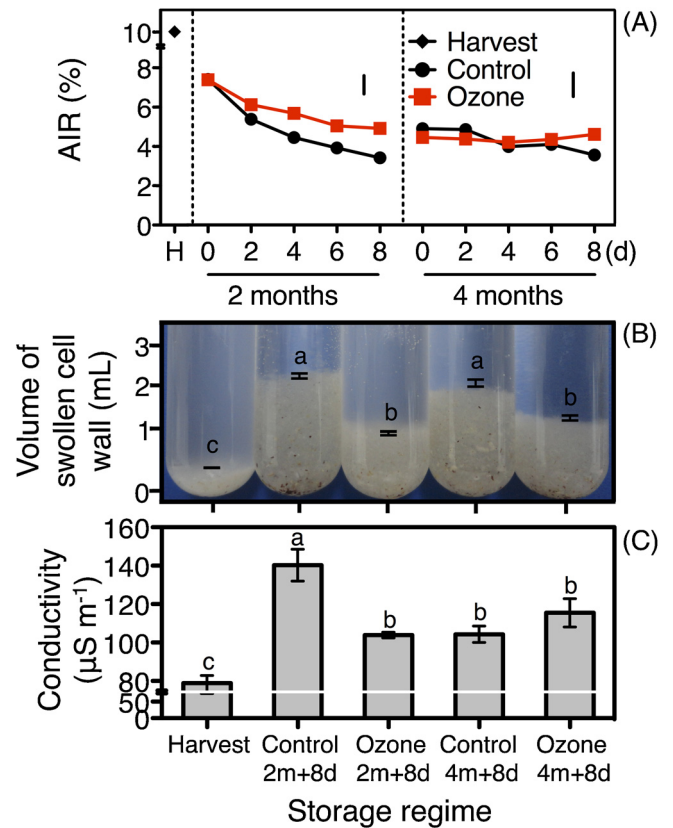 (A)
AIR (%)
10
8
6
4
2
0
Harvest
Control
Ozone
H 0 2 4 6 8 0 2 4 6 8 (d)
2 months 4 months
(B)
Volume of
swollen cell
wall (mL)
3
2
1
0
c a b a b
(C)
Conductivity
(µS m-1)
160
140
120
100
80
50
0
c a b b b
Harvest Control Ozone Control Ozone
2m+8d 2m+8d 4m+8d 4m+8d
Storage regime